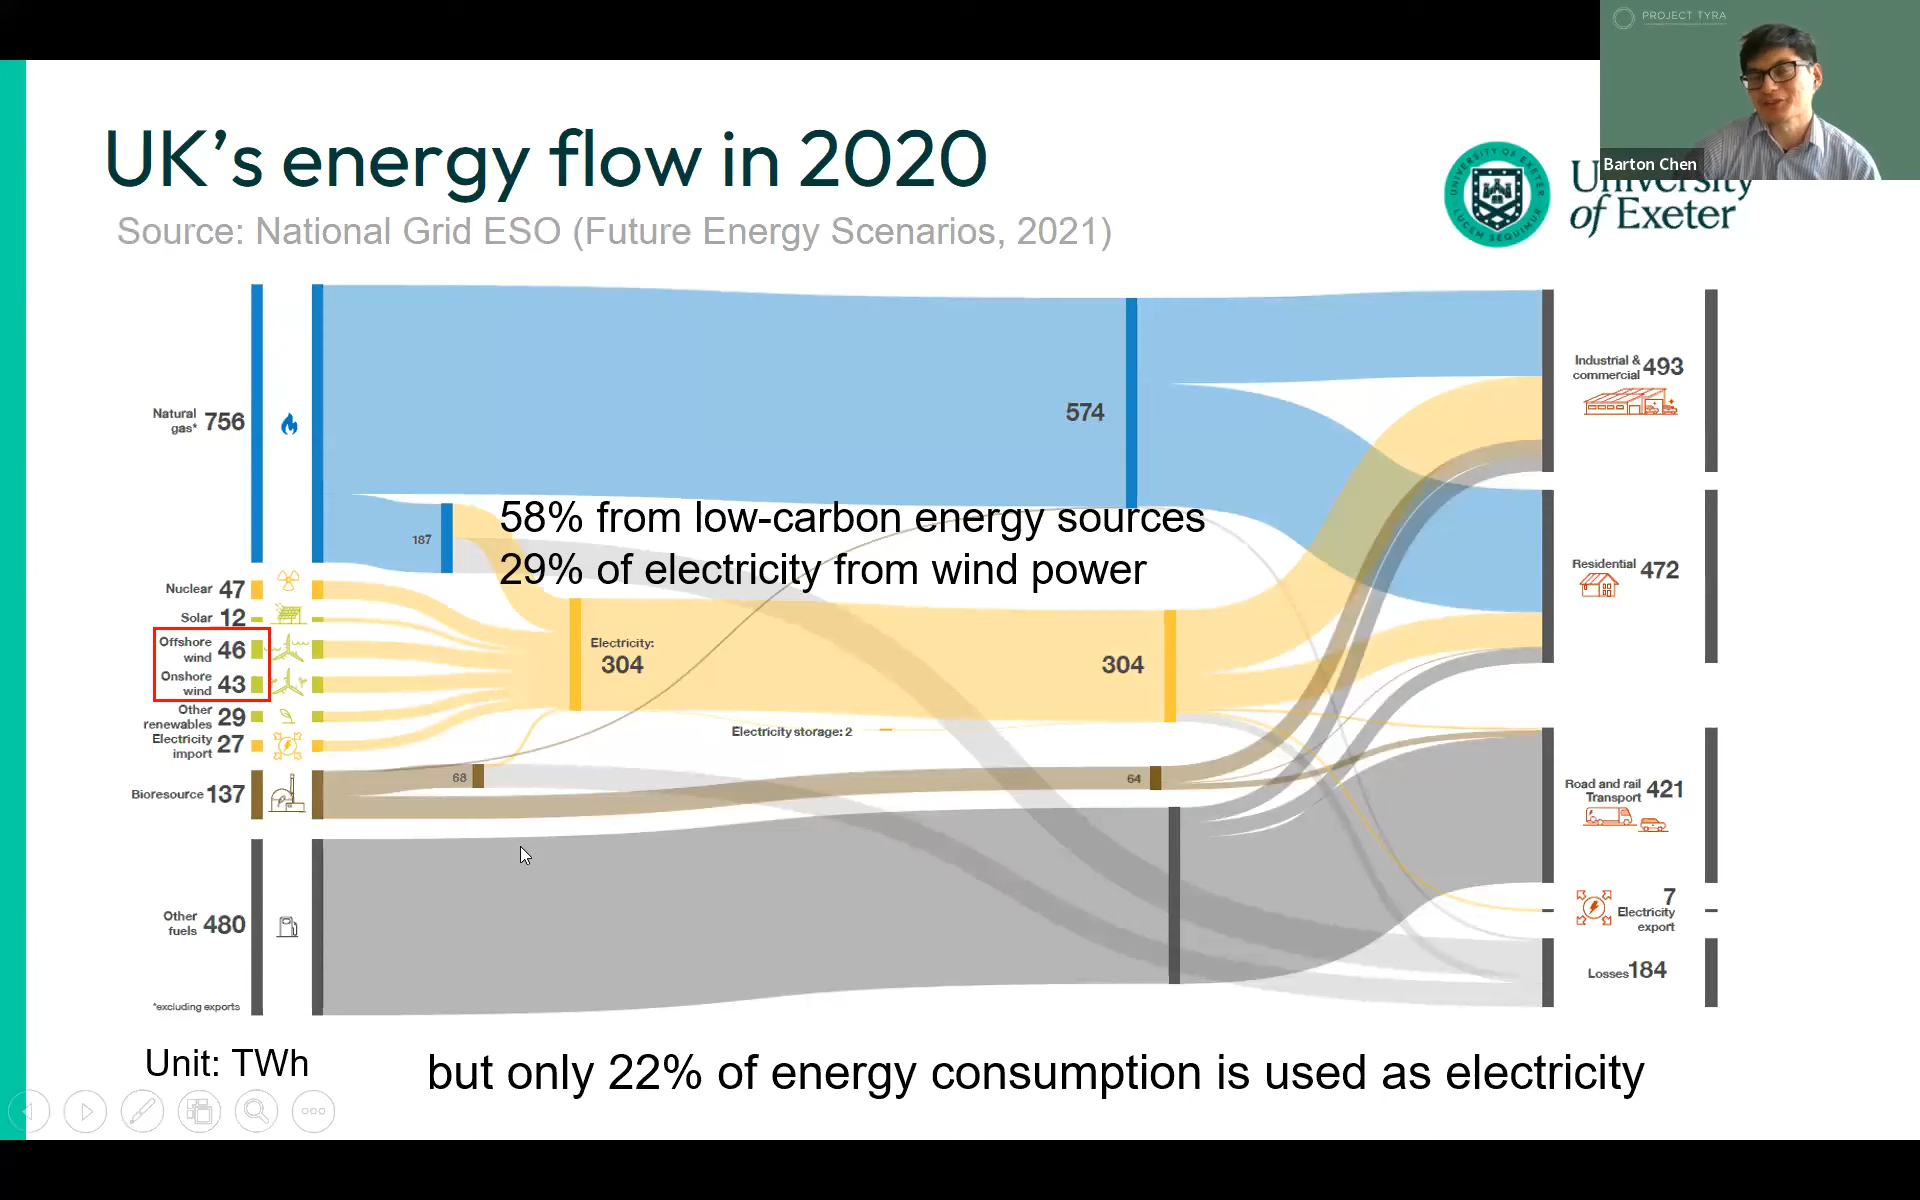 PROJECT TYRA
Barton Chen
UK's energy flow in 2020
Source: National Grid ESO (Future Energy Scenarios, 2021)
UNIVERSITY OF EXETER
LUCEM SEQUIMUR
University
of Exeter
Natural
gas* 756
574
187
58% from low-carbon energy sources
29% of electricity from wind power
Nuclear 47
Solar 12
Offshore
wind 46
Onshore
wind 43
Other
renewables 29
Electricity
import 27
Bioresource 137
Other
fuels 480
*excluding exports
Electricity:
304
304
Electricity storage: 2
68
64
Industrial &
commercial 493
Residential 472
Road and rail
Transport 421
7
Electricity
export
Losses 184
Unit: TWh
but only 22% of energy consumption is used as electricity